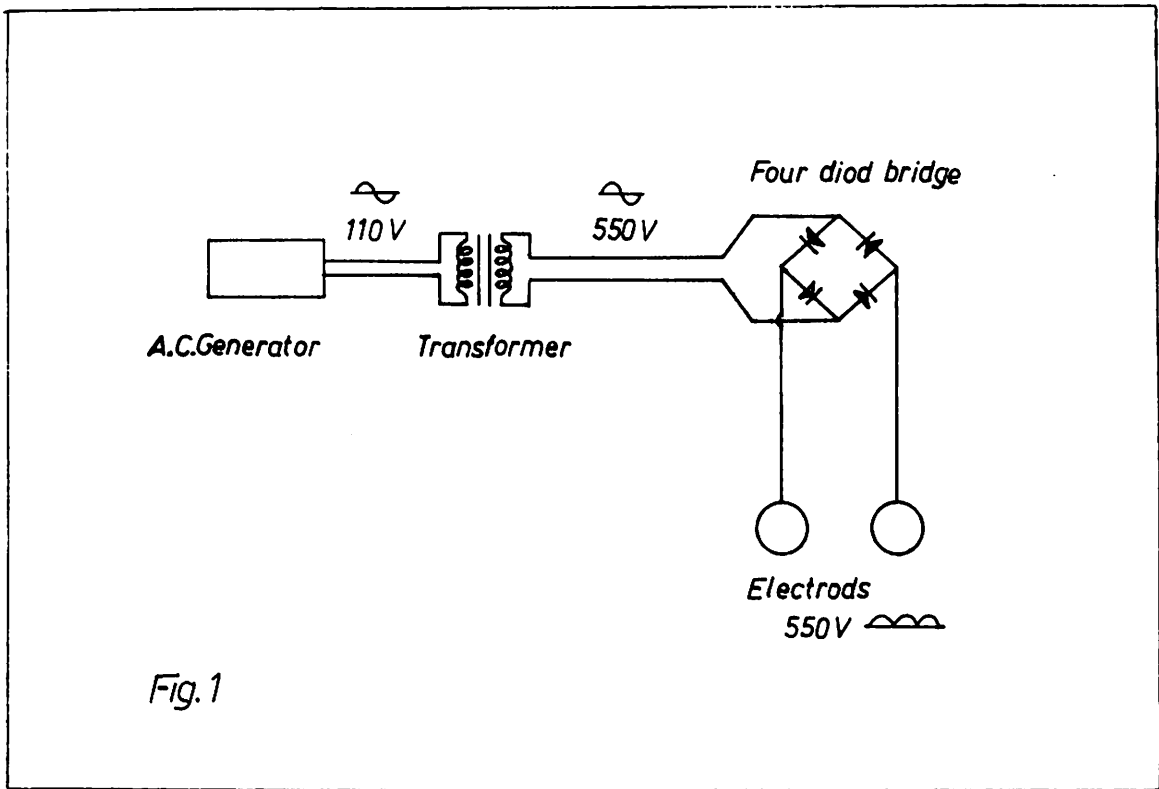 Four diod bridge
110 V
550 V
A.C.Generator
Transformer
Electrods
550 V
Fig. 1